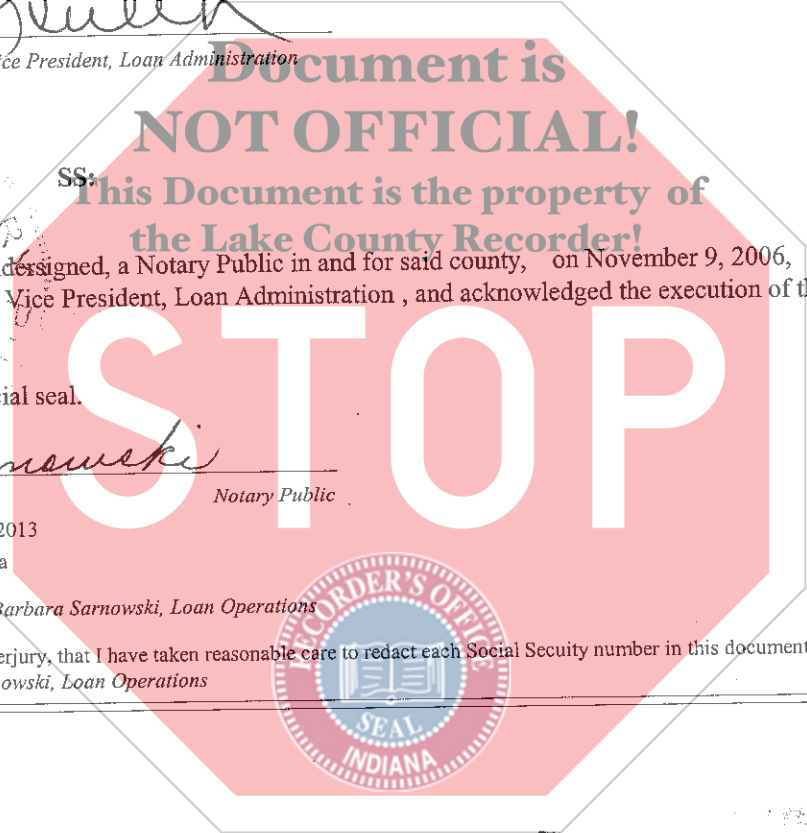 ice President, Loan Administration
Document is
NOT OFFICIAL!
SS:
This Document is the property of
the Lake County Recorder!
dersigned, a Notary Public in and for said county, on November 9, 2006,
Vice President, Loan Administration , and acknowledged the execution of th
STOP
cial seal.
nowski
Notary Public
2013
a
Barbara Sarnowski, Loan Operations
RECORDER'S OFFICE
erjury, that I have taken reasonable care to redact each Social Secuity number in this document
owski, Loan Operations
SEAL
INDIANA